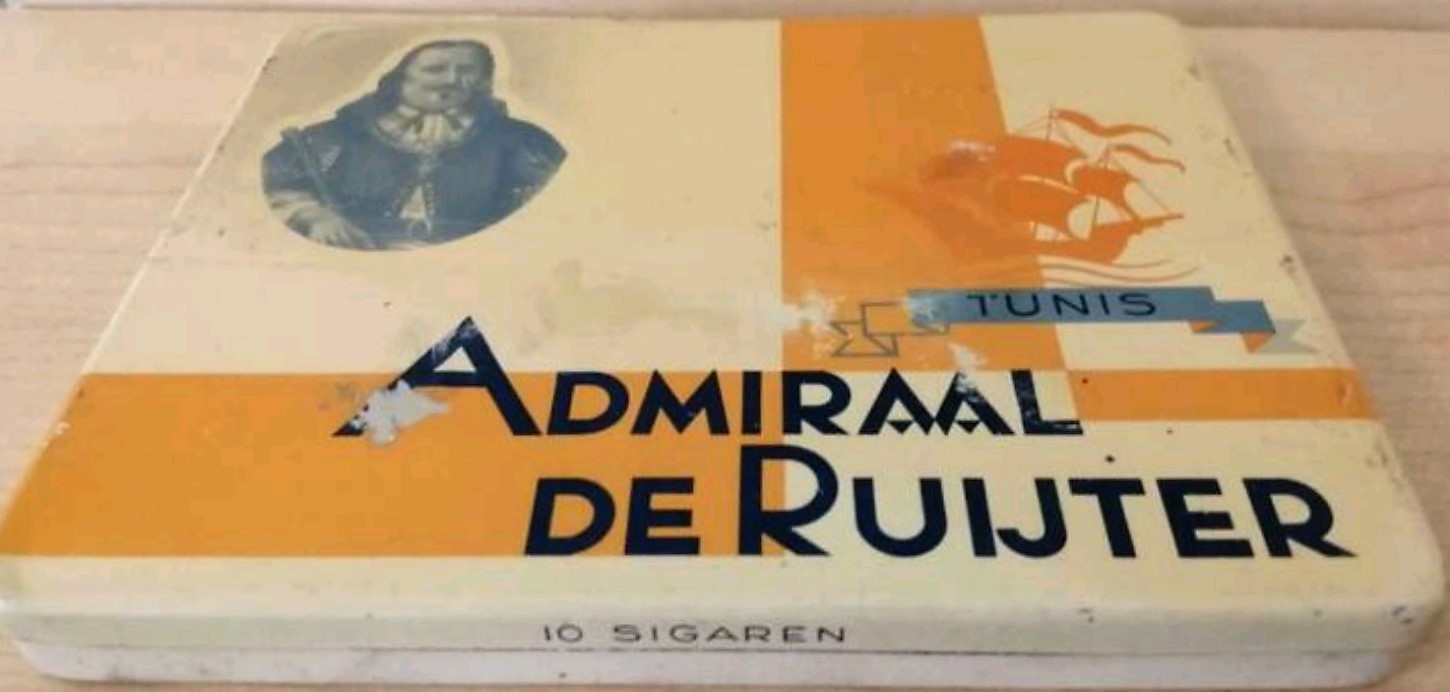 TUNIS
ADMIRAAL
DE RUIJTER
10 SIGAREN